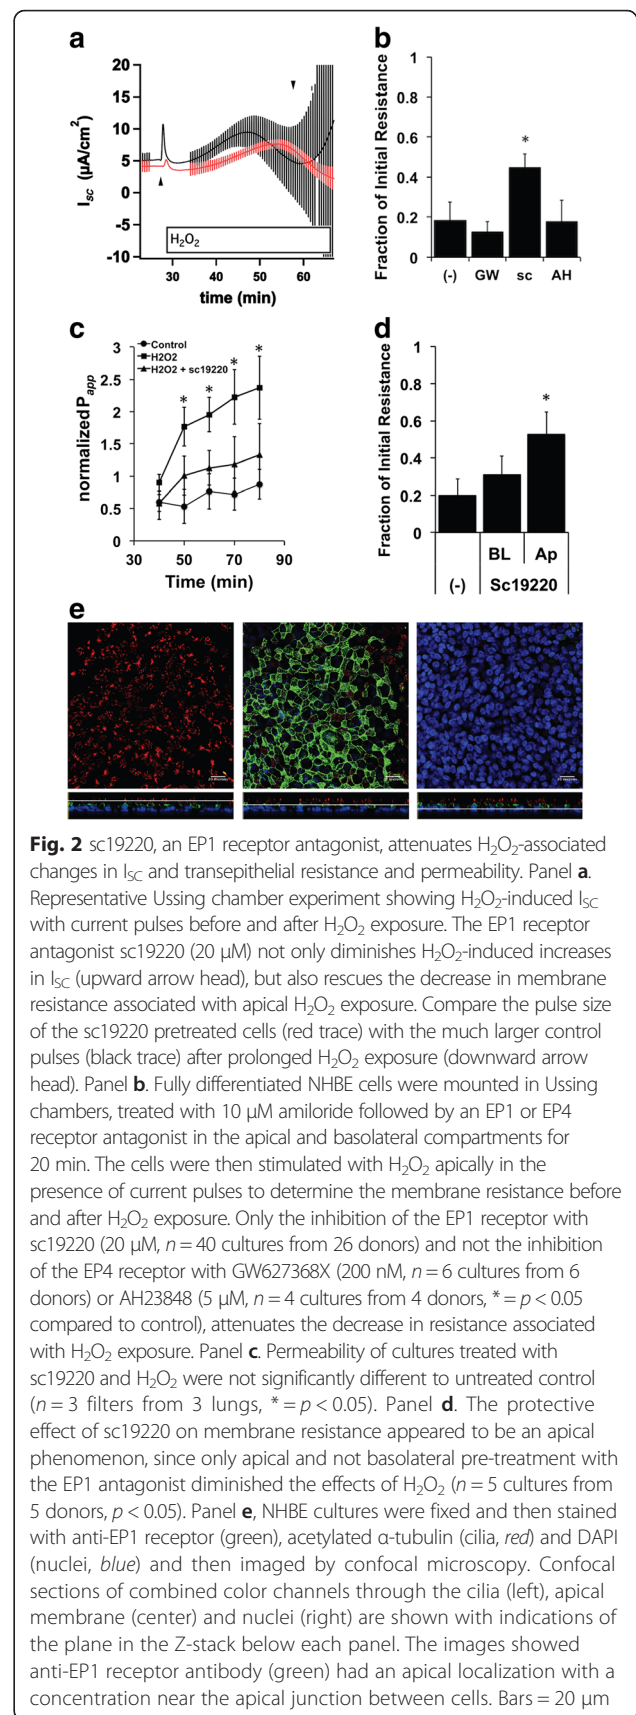 a
b
20
15
10
5
0
-5
-10
I_SC (µA/cm²)
H₂O₂
30 40 50 60
time (min)
1
0.8
0.6
0.4
0.2
0
Fraction of Initial Resistance
*
(-) GW sc AH
c
d
Control
H2O2
H2O2 + sc19220
3
2.5
2
1.5
1
0.5
0
normalized P_app
* * * *
30 50 70 90
Time (min)
1
0.8
0.6
0.4
0.2
0
Fraction of Initial Resistance
*
BL Ap
(-) Sc19220
e
Fig. 2 sc19220, an EP1 receptor antagonist, attenuates H₂O₂-associated
changes in I_SC and transepithelial resistance and permeability. Panel a.
Representative Ussing chamber experiment showing H₂O₂-induced I_SC
with current pulses before and after H₂O₂ exposure. The EP1 receptor
antagonist sc19220 (20 µM) not only diminishes H₂O₂-induced increases
in I_SC (upward arrow head), but also rescues the decrease in membrane
resistance associated with apical H₂O₂ exposure. Compare the pulse size
of the sc19220 pretreated cells (red trace) with the much larger control
pulses (black trace) after prolonged H₂O₂ exposure (downward arrow
head). Panel b. Fully differentiated NHBE cells were mounted in Ussing
chambers, treated with 10 µM amiloride followed by an EP1 or EP4
receptor antagonist in the apical and basolateral compartments for
20 min. The cells were then stimulated with H₂O₂ apically in the
presence of current pulses to determine the membrane resistance before
and after H₂O₂ exposure. Only the inhibition of the EP1 receptor with
sc19220 (20 µM, n = 40 cultures from 26 donors) and not the inhibition
of the EP4 receptor with GW627368X (200 nM, n = 6 cultures from 6
donors) or AH23848 (5 µM, n = 4 cultures from 4 donors, * = p < 0.05
compared to control), attenuates the decrease in resistance associated
with H₂O₂ exposure. Panel c. Permeability of cultures treated with
sc19220 and H₂O₂ were not significantly different to untreated control
(n = 3 filters from 3 lungs, * = p < 0.05). Panel d. The protective
effect of sc19220 on membrane resistance appeared to be an apical
phenomenon, since only apical and not basolateral pre-treatment with
the EP1 antagonist diminished the effects of H₂O₂ (n = 5 cultures from
5 donors, p < 0.05). Panel e, NHBE cultures were fixed and then stained
with anti-EP1 receptor (green), acetylated α-tubulin (cilia, red) and DAPI
(nuclei, blue) and then imaged by confocal microscopy. Confocal
sections of combined color channels through the cilia (left), apical
membrane (center) and nuclei (right) are shown with indications of
the plane in the Z-stack below each panel. The images showed
anti-EP1 receptor antibody (green) had an apical localization with a
concentration near the apical junction between cells. Bars = 20 µm